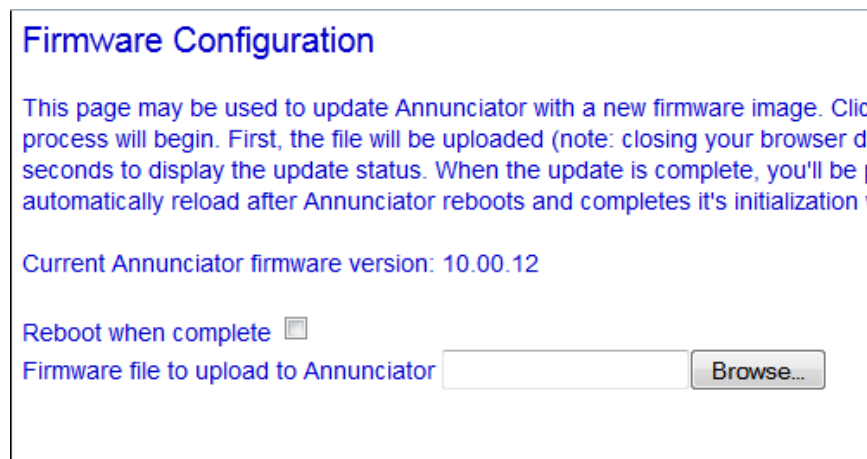 Firmware Configuration
This page may be used to update Annunciator with a new firmware image.
process will begin. First, the file will be uploaded (note: closing your browser
seconds to display the update status. When the update is complete, you'll be
automatically reload after Annunciator reboots and completes it's initialization
Current Annunciator firmware version: 10.00.12
Reboot when complete
Firmware file to upload to Annunciator
Browse...